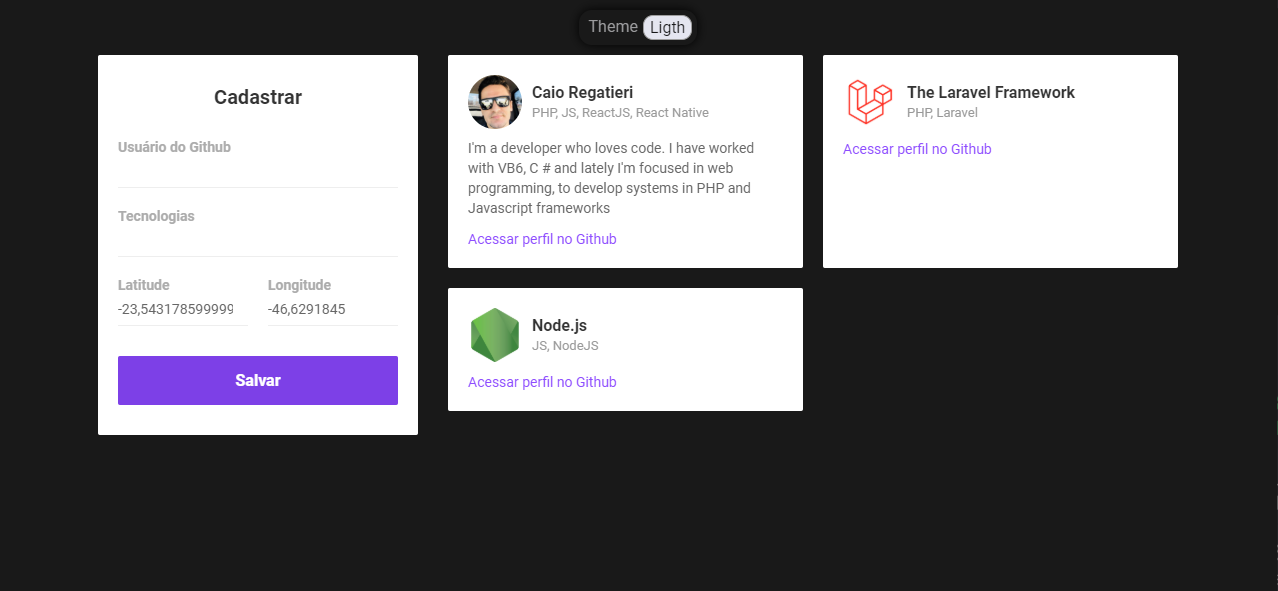 Theme Ligth
Cadastrar
Usuário do Github
Tecnologias
Latitude Longitude
-23,543178599999 -46,6291845
Salvar
Caio Regatieri
PHP, JS, ReactJS, React Native
I'm a developer who loves code. I have worked
with VB6, C # and lately I'm focused in web
programming, to develop systems in PHP and
Javascript frameworks
Acessar perfil no Github
The Laravel Framework
PHP, Laravel
Acessar perfil no Github
Node.js
JS, NodeJS
Acessar perfil no Github